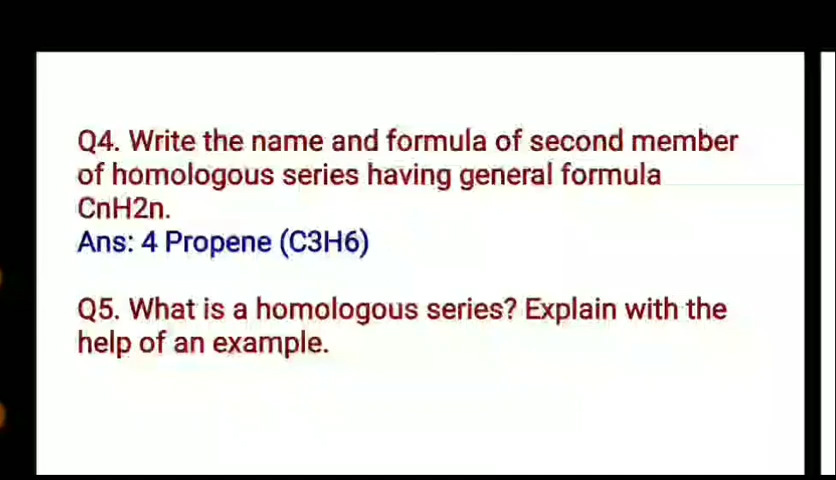 Q4. Write the name and formula of second member
of homologous series having general formula
CnH2n.
Ans: 4 Propene (C3H6)
Q5. What is a homologous series? Explain with the
help of an example.